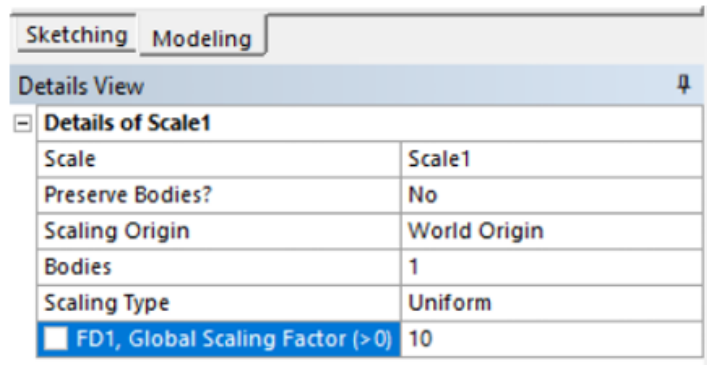 Sketching Modeling
Details View
Details of Scale1
Scale Scale1
Preserve Bodies? No
Scaling Origin World Origin
Bodies 1
Scaling Type Uniform
FD1, Global Scaling Factor (>0) 10